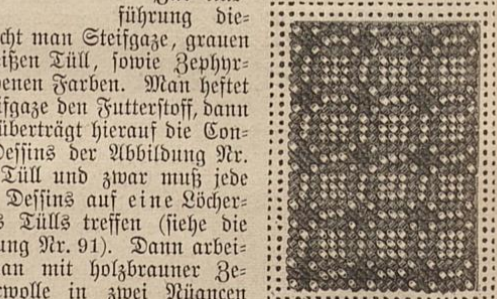 führung die-
cht man Steifgaze, grauen
ißen Tüll, sowie Zephyr-
enen Farben. Man heftet
ifgaze den Futterstoff, dann
überträgt hierauf die Con-
Dessins der Abbildung Nr.
Tüll und zwar muß jede
Dessins auf eine Löcher-
s Tülls treffen (siehe die
ung Nr. 91). Dann arbei-
an mit holzbrauner Ze-
rwolle in zwei Nüancen